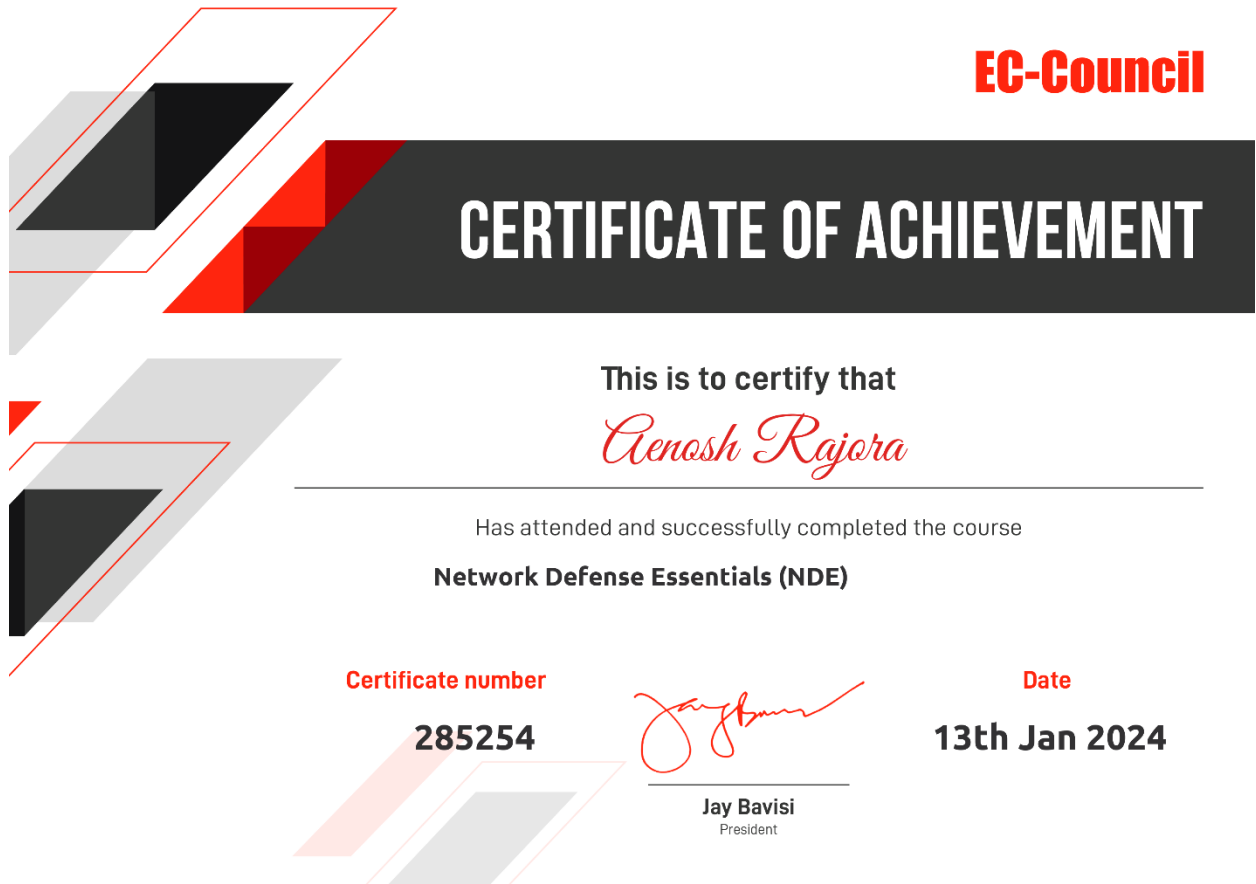 EC-Council
CERTIFICATE OF ACHIEVEMENT
This is to certify that
Aenosh Rajora
Has attended and successfully completed the course
Network Defense Essentials (NDE)
Certificate number
285254
Date
13th Jan 2024
Jay Bavisi
President